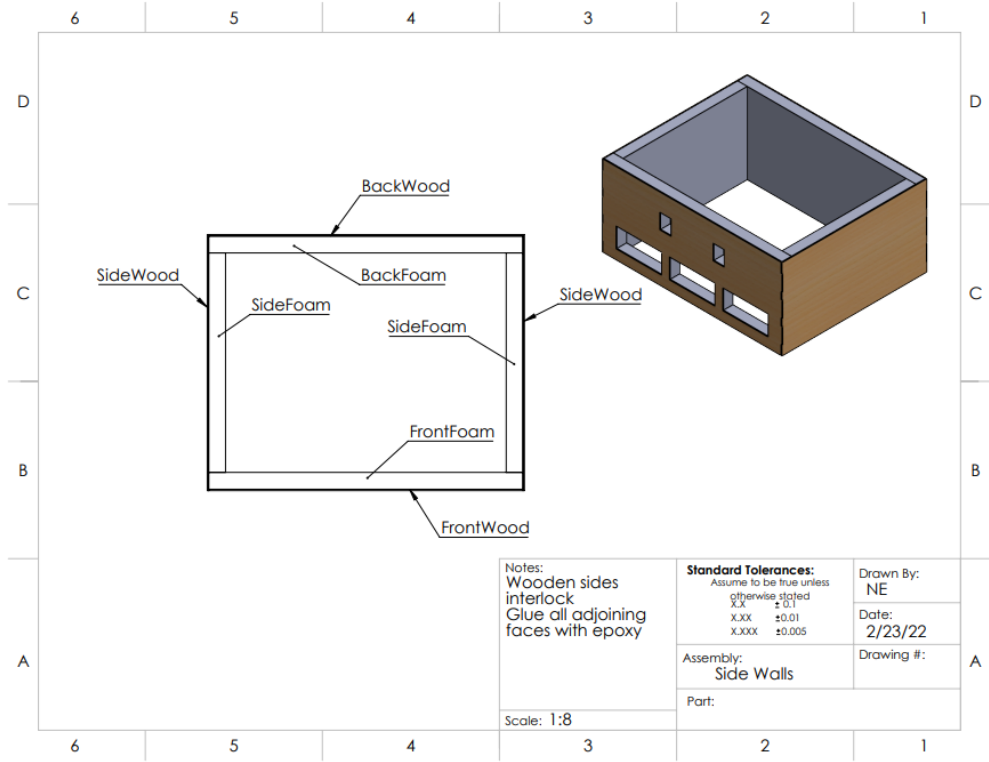 6 5 4 3 2 1
D D
BackWood
BackFoam
SideWood
SideFoam
SideFoam
SideWood
C C
FrontFoam
FrontWood
B B
Notes:
Wooden sides
interlock
Glue all adjoining
faces with epoxy
Scale: 1:8
Standard Tolerances:
Assume to be true unless
otherwise stated
X.X ± 0.1
X.XX ±0.01
X.XXX ±0.005
Assembly:
Side Walls
Part:
Drawn By:
NE
Date:
2/23/22
Drawing #:
A A
6 5 4 3 2 1